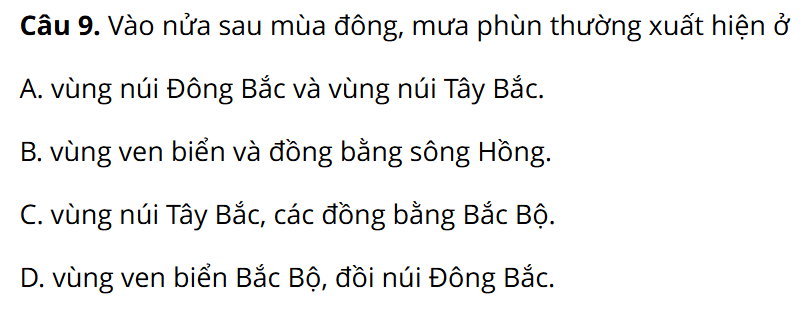 Câu 9. Vào nửa sau mùa đông, mưa phùn thường xuất hiện ở
A. vùng núi Đông Bắc và vùng núi Tây Bắc.
B. vùng ven biển và đồng bằng sông Hồng.
C. vùng núi Tây Bắc, các đồng bằng Bắc Bộ.
D. vùng ven biển Bắc Bộ, đồi núi Đông Bắc.